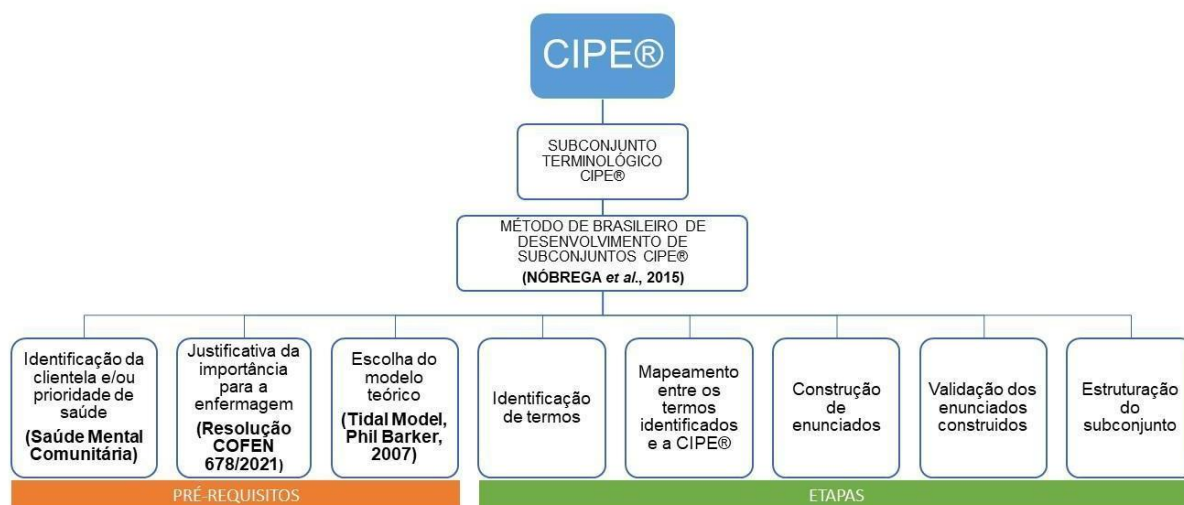 CIPE®
SUBCONJUNTO
TERMINOLÓGICO
CIPE®
MÉTODO DE BRASILEIRO DE
DESENVOLVIMENTO DE
SUBCONJUNTOS CIPE®
(NÓBREGA et al., 2015)
Identificação da
clientela e/ou
prioridade de
saúde
(Saúde Mental
Comunitária)
Justificativa da
importância para a
enfermagem
(Resolução
COFEN
678/2021)
Escolha do
modelo
teórico
(Tidal Model,
Phil Barker,
2007)
Identificação
de termos
Mapeamento
entre os
termos
identificados
e a CIPE®
Construção
de
enunciados
Validação dos
enunciados
construidos
Estruturação
do
subconjunto
PRÉ-REQUISITOS
ETAPAS